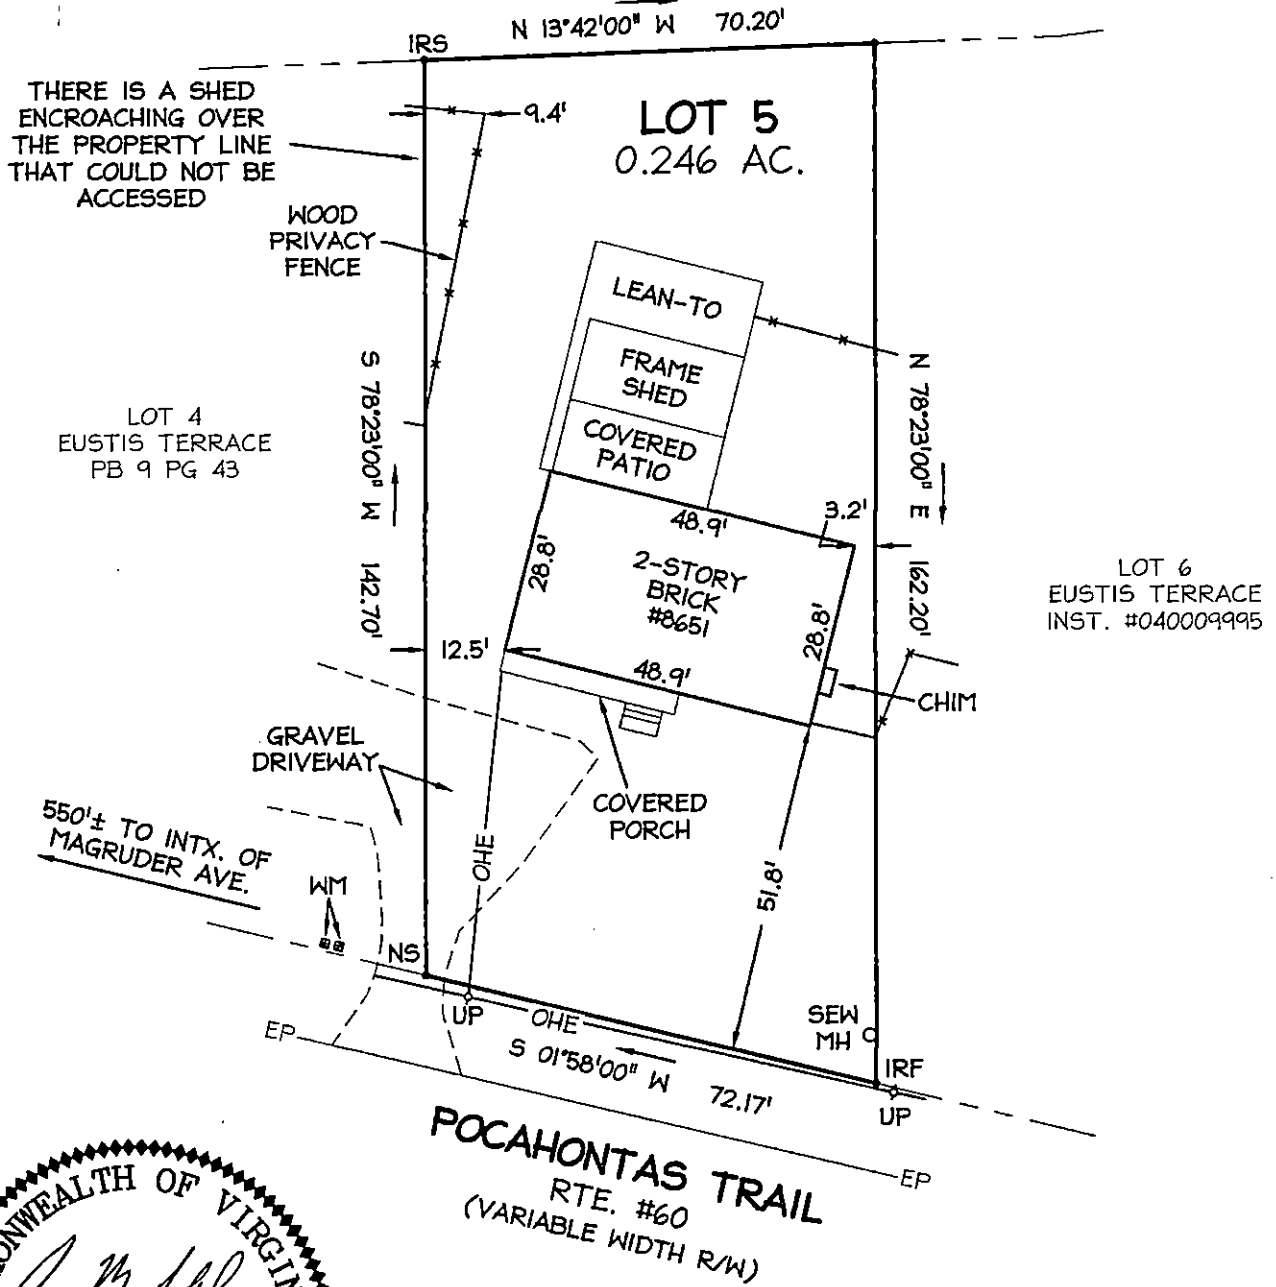 N 13°42'00" W 70.20'
IRS
THERE IS A SHED
ENCROACHING OVER
THE PROPERTY LINE
THAT COULD NOT BE
ACCESSED
9.4'
LOT 5
0.246 AC.
WOOD
PRIVACY
FENCE
LEAN-TO
FRAME
SHED
COVERED
PATIO
S 78°23'00" W 142.70'
N 78°23'00" E 162.20'
LOT 4
EUSTIS TERRACE
PB 9 PG 43
48.9'
3.2'
28.8'
2-STORY
BRICK
#8651
28.8'
LOT 6
EUSTIS TERRACE
INST. #040009995
12.5'
48.9'
CHIM
GRAVEL
DRIVEWAY
COVERED
PORCH
550'± TO INTX. OF
MAGRUDER AVE.
OHE
51.8'
WM
NS
UP
OHE
SEW
MH
IRF
UP
EP
S 01°58'00" W 72.17'
POCAHONTAS TRAIL
EP
RTE. #60
(VARIABLE WIDTH R/W)
ONWEALTH OF VIRGIN